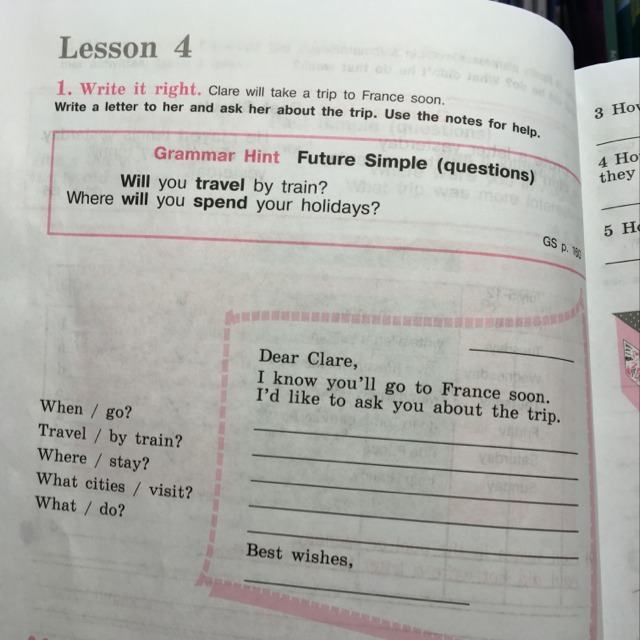 Lesson 4
1. Write it right. Clare will take a trip to France soon.
Write a letter to her and ask her about the trip. Use the notes for help.
Grammar Hint Future Simple (questions)
Will you travel by train?
Where will you spend your holidays?
GS p. 180
Dear Clare,
I know you'll go to France soon.
I'd like to ask you about the trip.
When / go?
Travel / by train?
Where / stay?
What cities / visit?
What / do?
Best wishes,
3
4
they
5